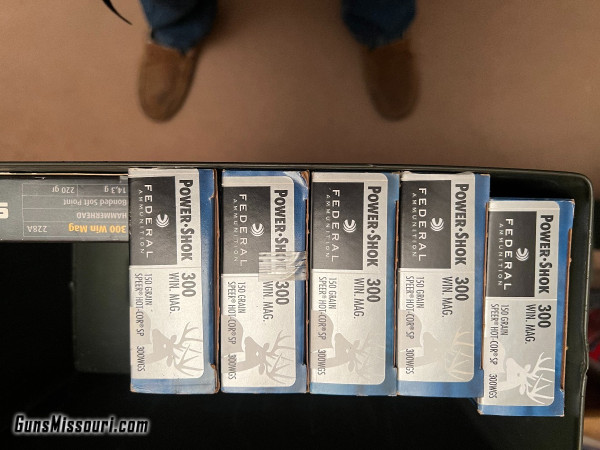 300 Win Mag 228A
HAMMERHEAD
Bonded Soft Point
14,3 g 220 gr
POWER•SHOK 300
WIN. MAG.
FEDERAL
AMMUNITION
150 GRAIN
SPEER® HOT-COR® SP 300WGS
POWER•SHOK 300
WIN. MAG.
FEDERAL
AMMUNITION
150 GRAIN
SPEER® HOT-COR® SP 300WGS
POWER•SHOK 300
WIN. MAG.
FEDERAL
AMMUNITION
150 GRAIN
SPEER® HOT-COR® SP 300WGS
POWER•SHOK 300
WIN. MAG.
FEDERAL
AMMUNITION
150 GRAIN
SPEER® HOT-COR® SP 300WGS
POWER•SHOK 300
WIN. MAG.
FEDERAL
AMMUNITION
150 GRAIN
SPEER® HOT-COR® SP 300WGS
GunsMissouri.com